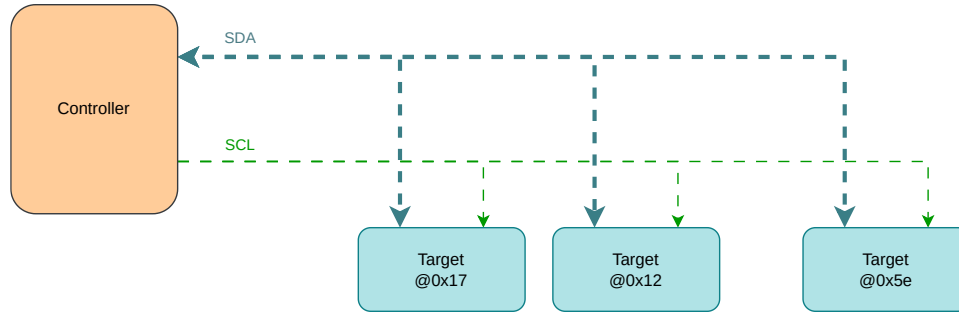 SDA
Controller
SCL
Target
@0x17
Target
@0x12
Target
@0x5e